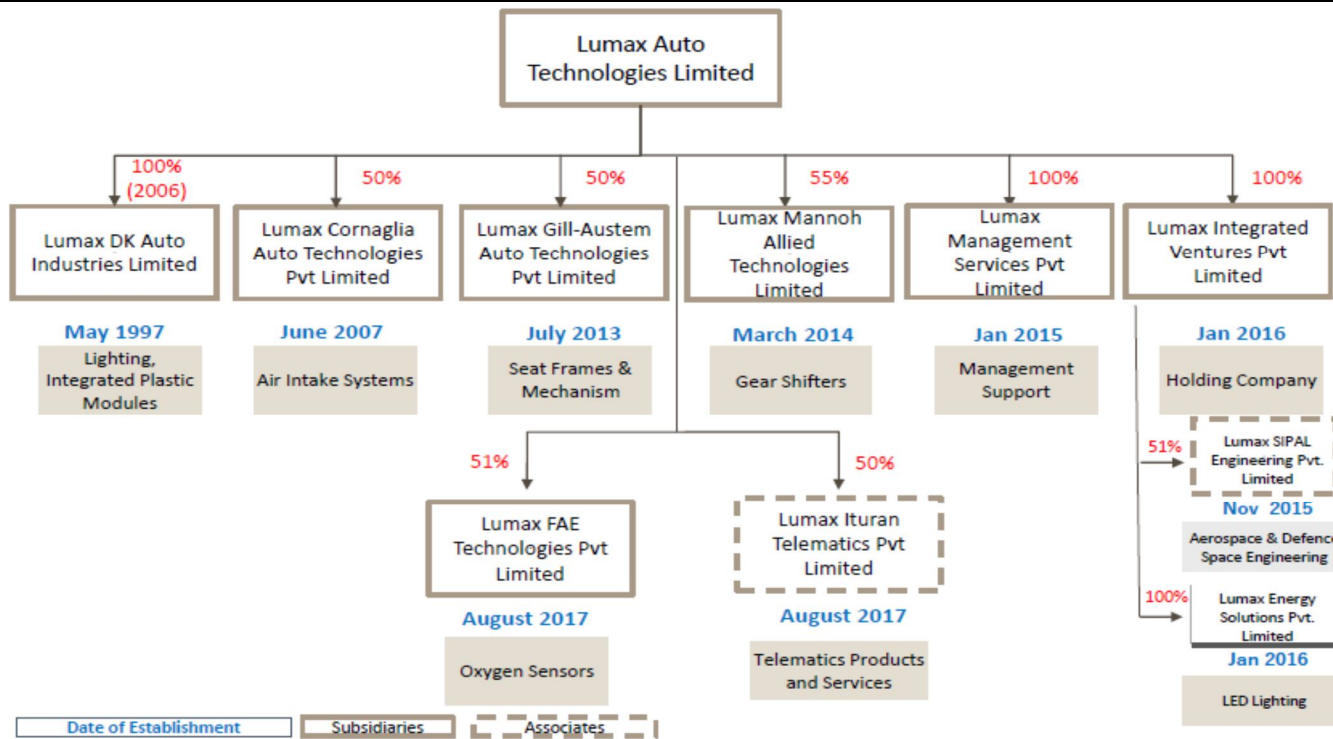 Lumax Auto
Technologies Limited
100%
(2006)
50%
50%
55%
100%
100%
Lumax DK Auto
Industries Limited
Lumax Cornaglia
Auto Technologies
Pvt Limited
Lumax Gill-Austem
Auto Technologies
Pvt Limited
Lumax Mannoh
Allied
Technologies
Limited
Lumax
Management
Services Pvt
Limited
Lumax Integrated
Ventures Pvt
Limited
May 1997
June 2007
July 2013
March 2014
Jan 2015
Jan 2016
Lighting,
Integrated Plastic
Modules
Air Intake Systems
Seat Frames &
Mechanism
Gear Shifters
Management
Support
Holding Company
51%
50%
51%
Lumax SIPAL
Engineering Pvt.
Limited
Nov 2015
Aerospace & Defence
Space Engineering
Lumax FAE
Technologies Pvt
Limited
Lumax Ituran
Telematics Pvt
Limited
100%
Lumax Energy
Solutions Pvt.
Limited
August 2017
August 2017
Jan 2016
Oxygen Sensors
Telematics Products
and Services
LED Lighting
Date of Establishment
Subsidiaries
Associates